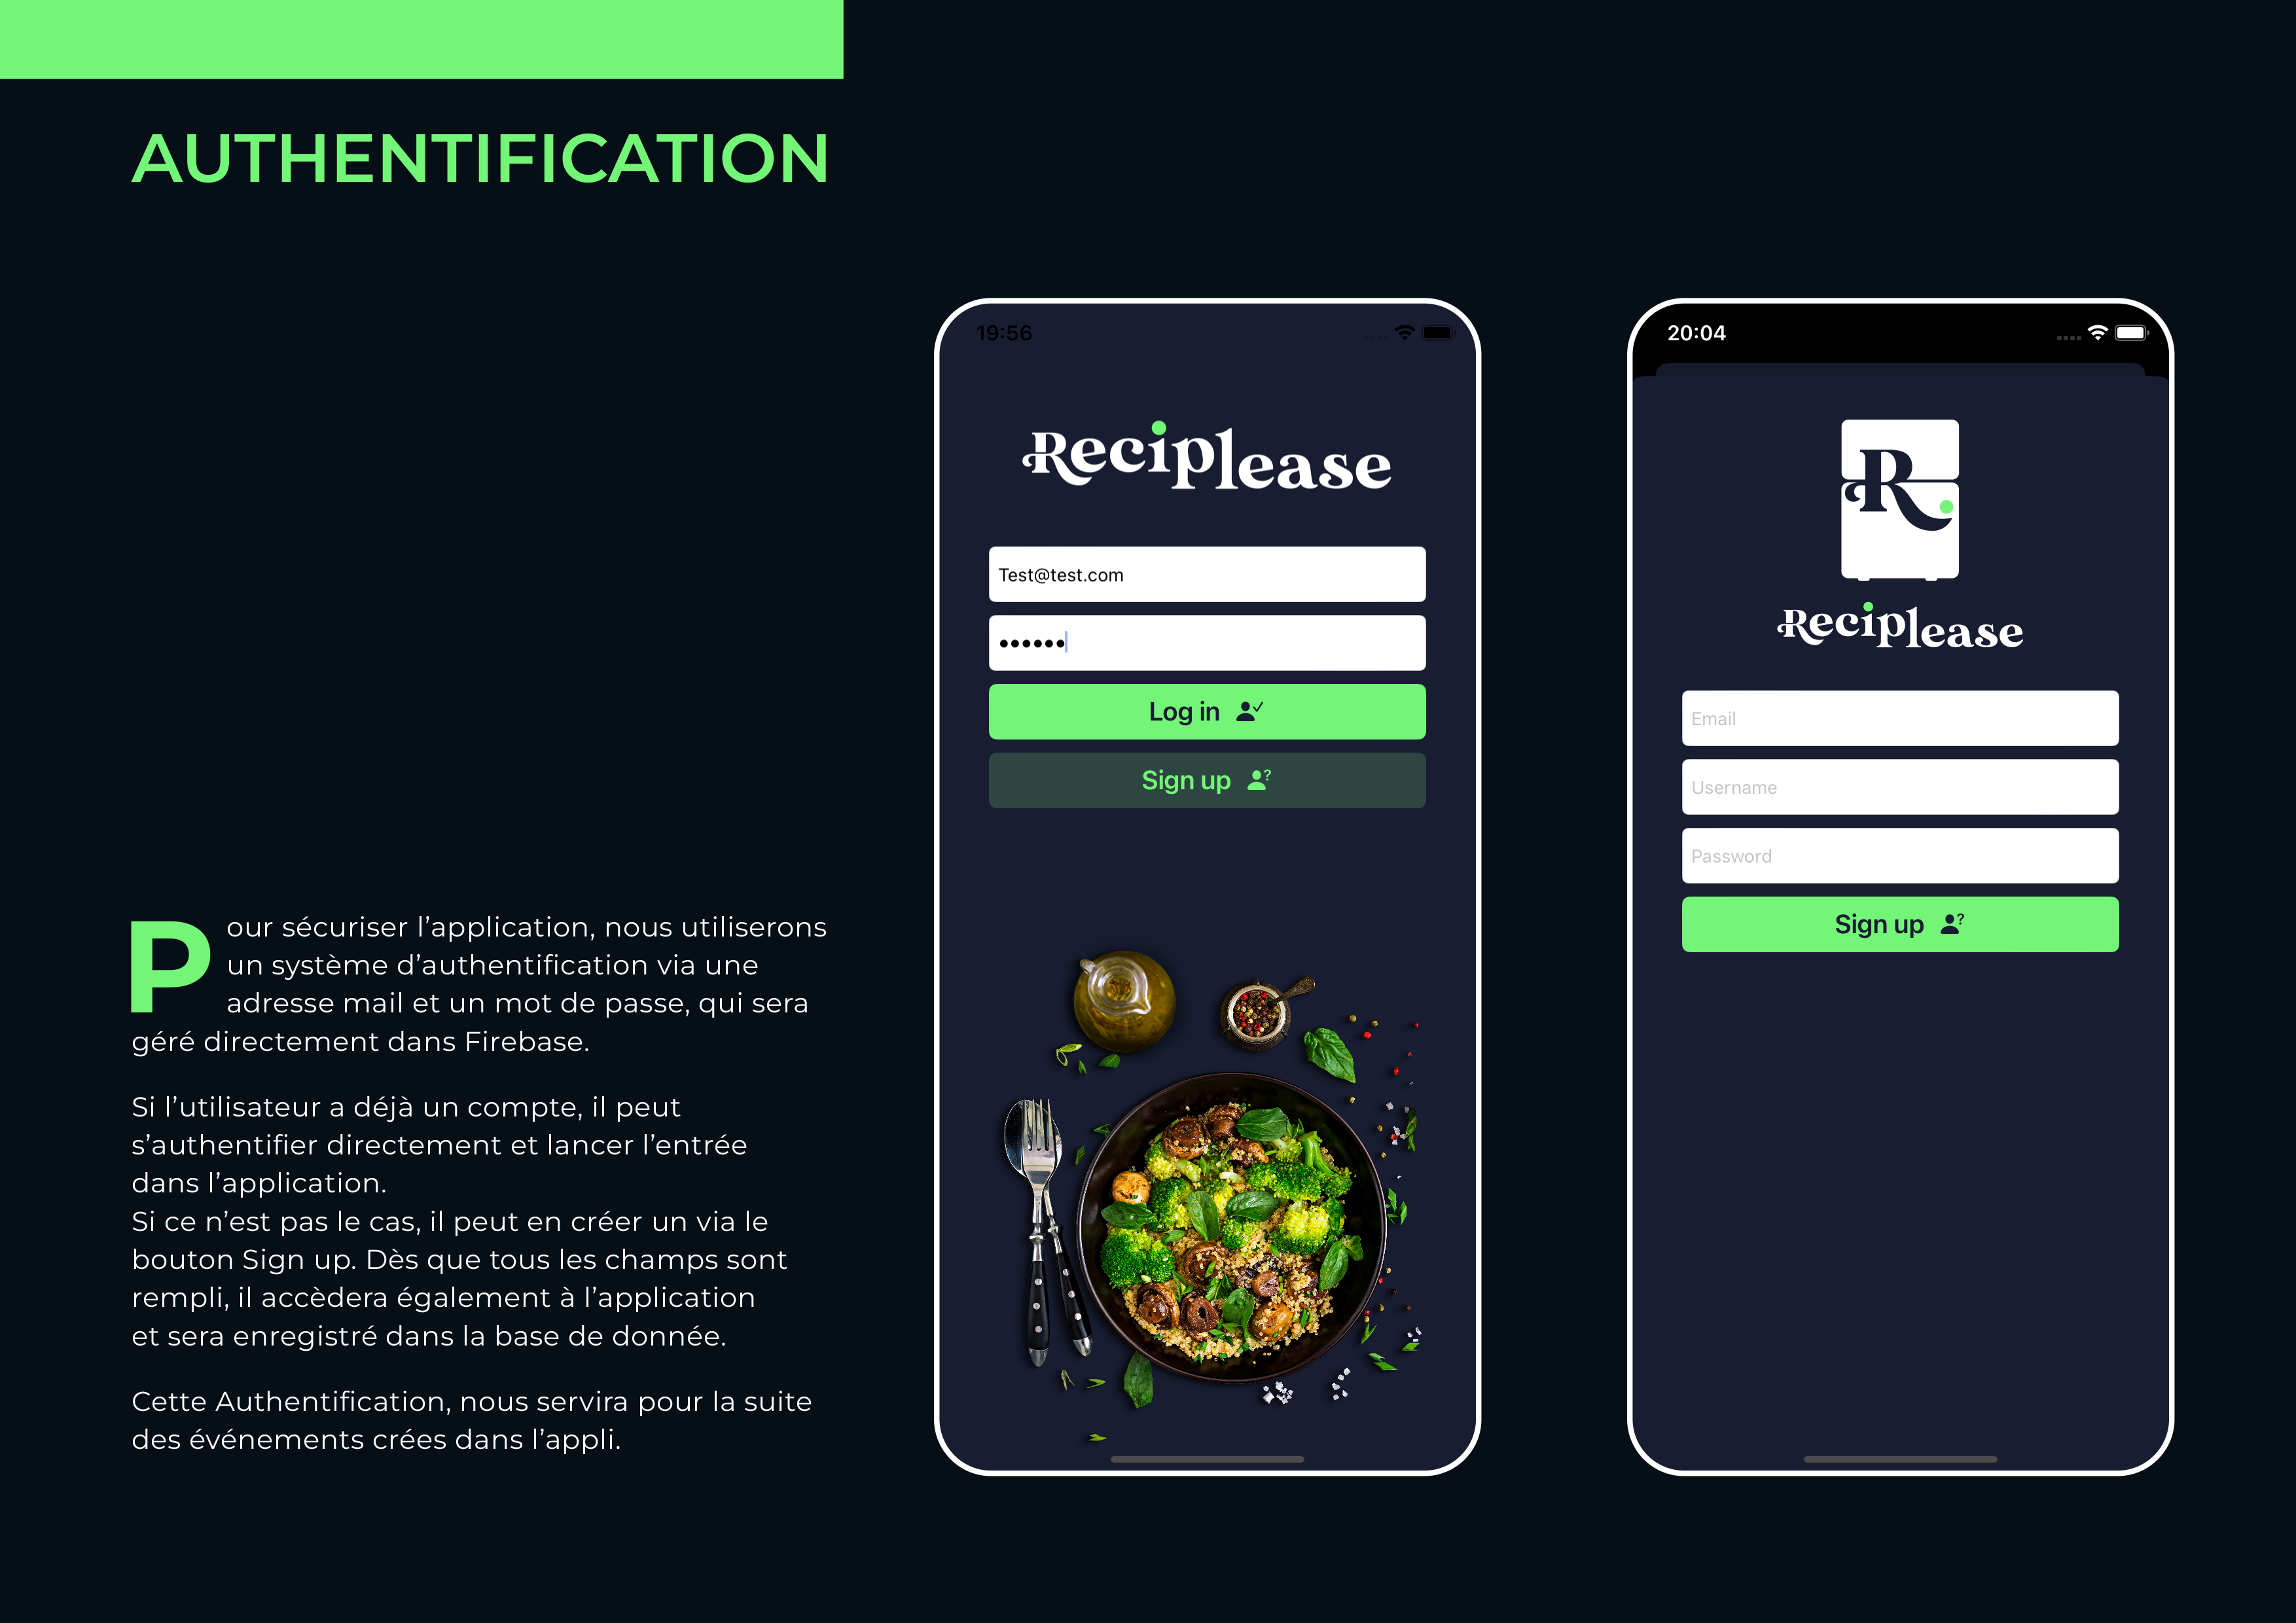 AUTHENTIFICATION
Pour sécuriser l’application, nous utiliserons
un système d’authentification via une
adresse mail et un mot de passe, qui sera
géré directement dans Firebase.
Si l’utilisateur a déjà un compte, il peut
s’authentifier directement et lancer l’entrée
dans l’application.
Si ce n’est pas le cas, il peut en créer un via le
bouton Sign up. Dès que tous les champs sont
rempli, il accèdera également à l’application
et sera enregistré dans la base de donnée.
Cette Authentification, nous servira pour la suite
des événements crées dans l’appli.
19:56
Reciplease
Test@test.com
••••••
Log in
Sign up
20:04
R
Reciplease
Email
Username
Password
Sign up